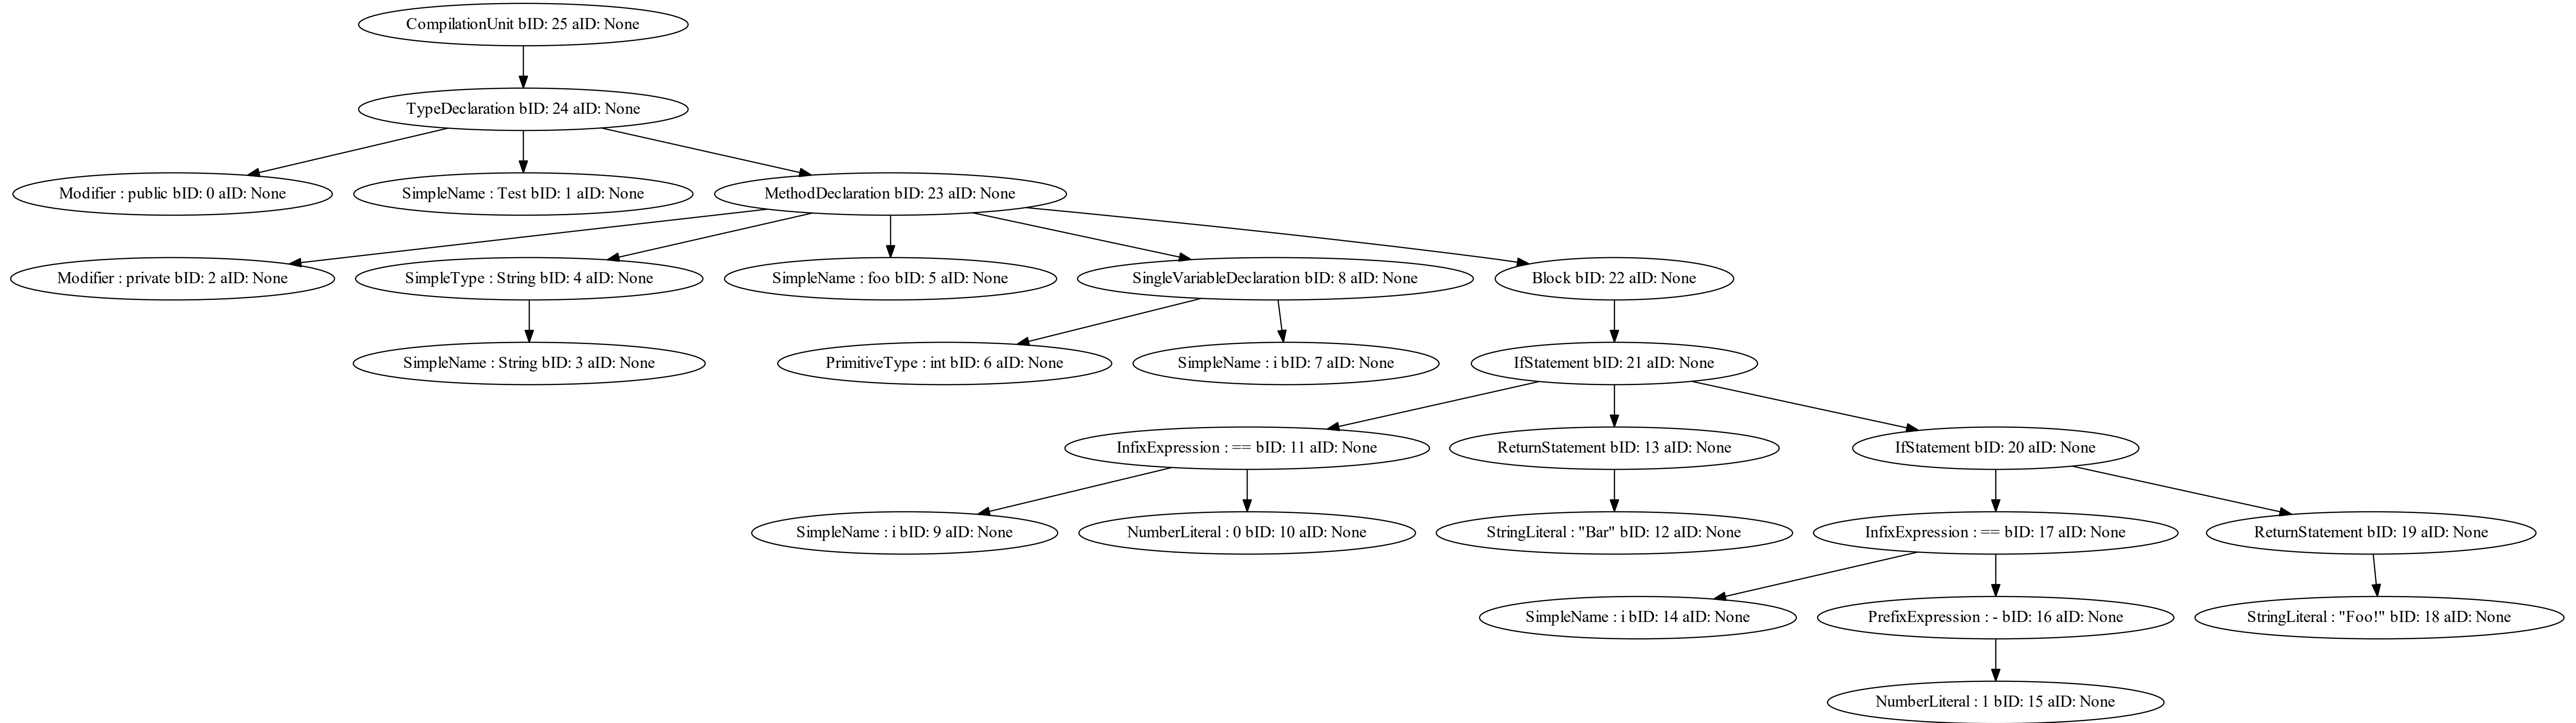 CompilationUnit bID: 25 aID: None
TypeDeclaration bID: 24 aID: None
Modifier : public bID: 0 aID: None
SimpleName : Test bID: 1 aID: None
MethodDeclaration bID: 23 aID: None
Modifier : private bID: 2 aID: None
SimpleType : String bID: 4 aID: None
SimpleName : foo bID: 5 aID: None
SingleVariableDeclaration bID: 8 aID: None
Block bID: 22 aID: None
SimpleName : String bID: 3 aID: None
PrimitiveType : int bID: 6 aID: None
SimpleName : i bID: 7 aID: None
IfStatement bID: 21 aID: None
InfixExpression : == bID: 11 aID: None
ReturnStatement bID: 13 aID: None
IfStatement bID: 20 aID: None
SimpleName : i bID: 9 aID: None
NumberLiteral : 0 bID: 10 aID: None
StringLiteral : "Bar" bID: 12 aID: None
InfixExpression : == bID: 17 aID: None
ReturnStatement bID: 19 aID: None
SimpleName : i bID: 14 aID: None
PrefixExpression : - bID: 16 aID: None
StringLiteral : "Foo!" bID: 18 aID: None
NumberLiteral : 1 bID: 15 aID: None